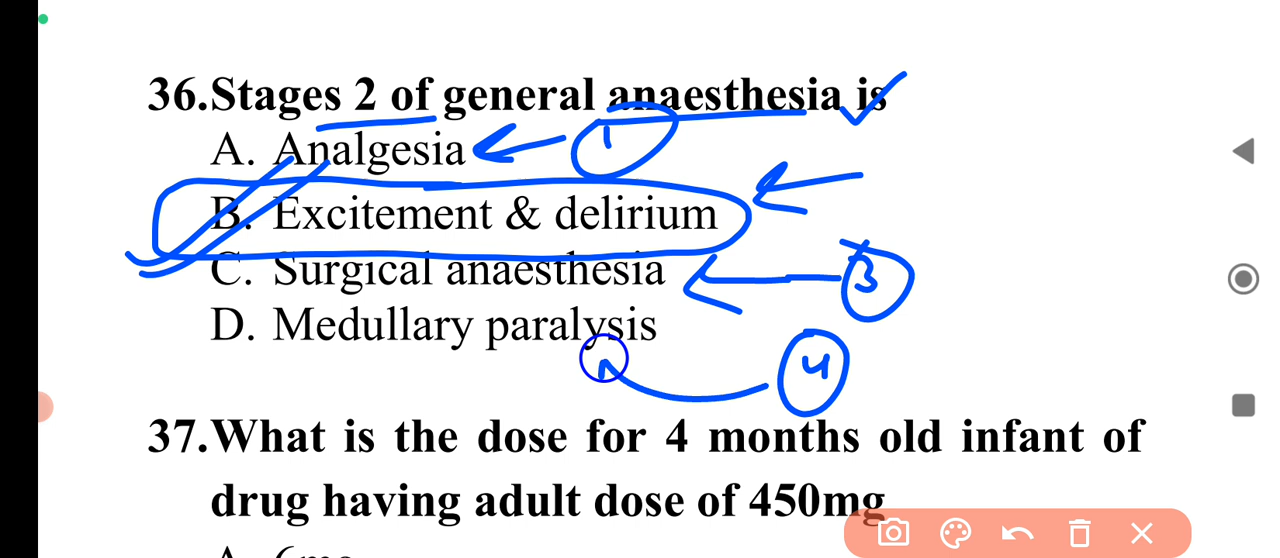 36.Stages 2 of general anaesthesia is
A. Analgesia 1
B. Excitement & delirium
C. Surgical anaesthesia 3
D. Medullary paralysis
4
37.What is the dose for 4 months old infant of
drug having adult dose of 450mg